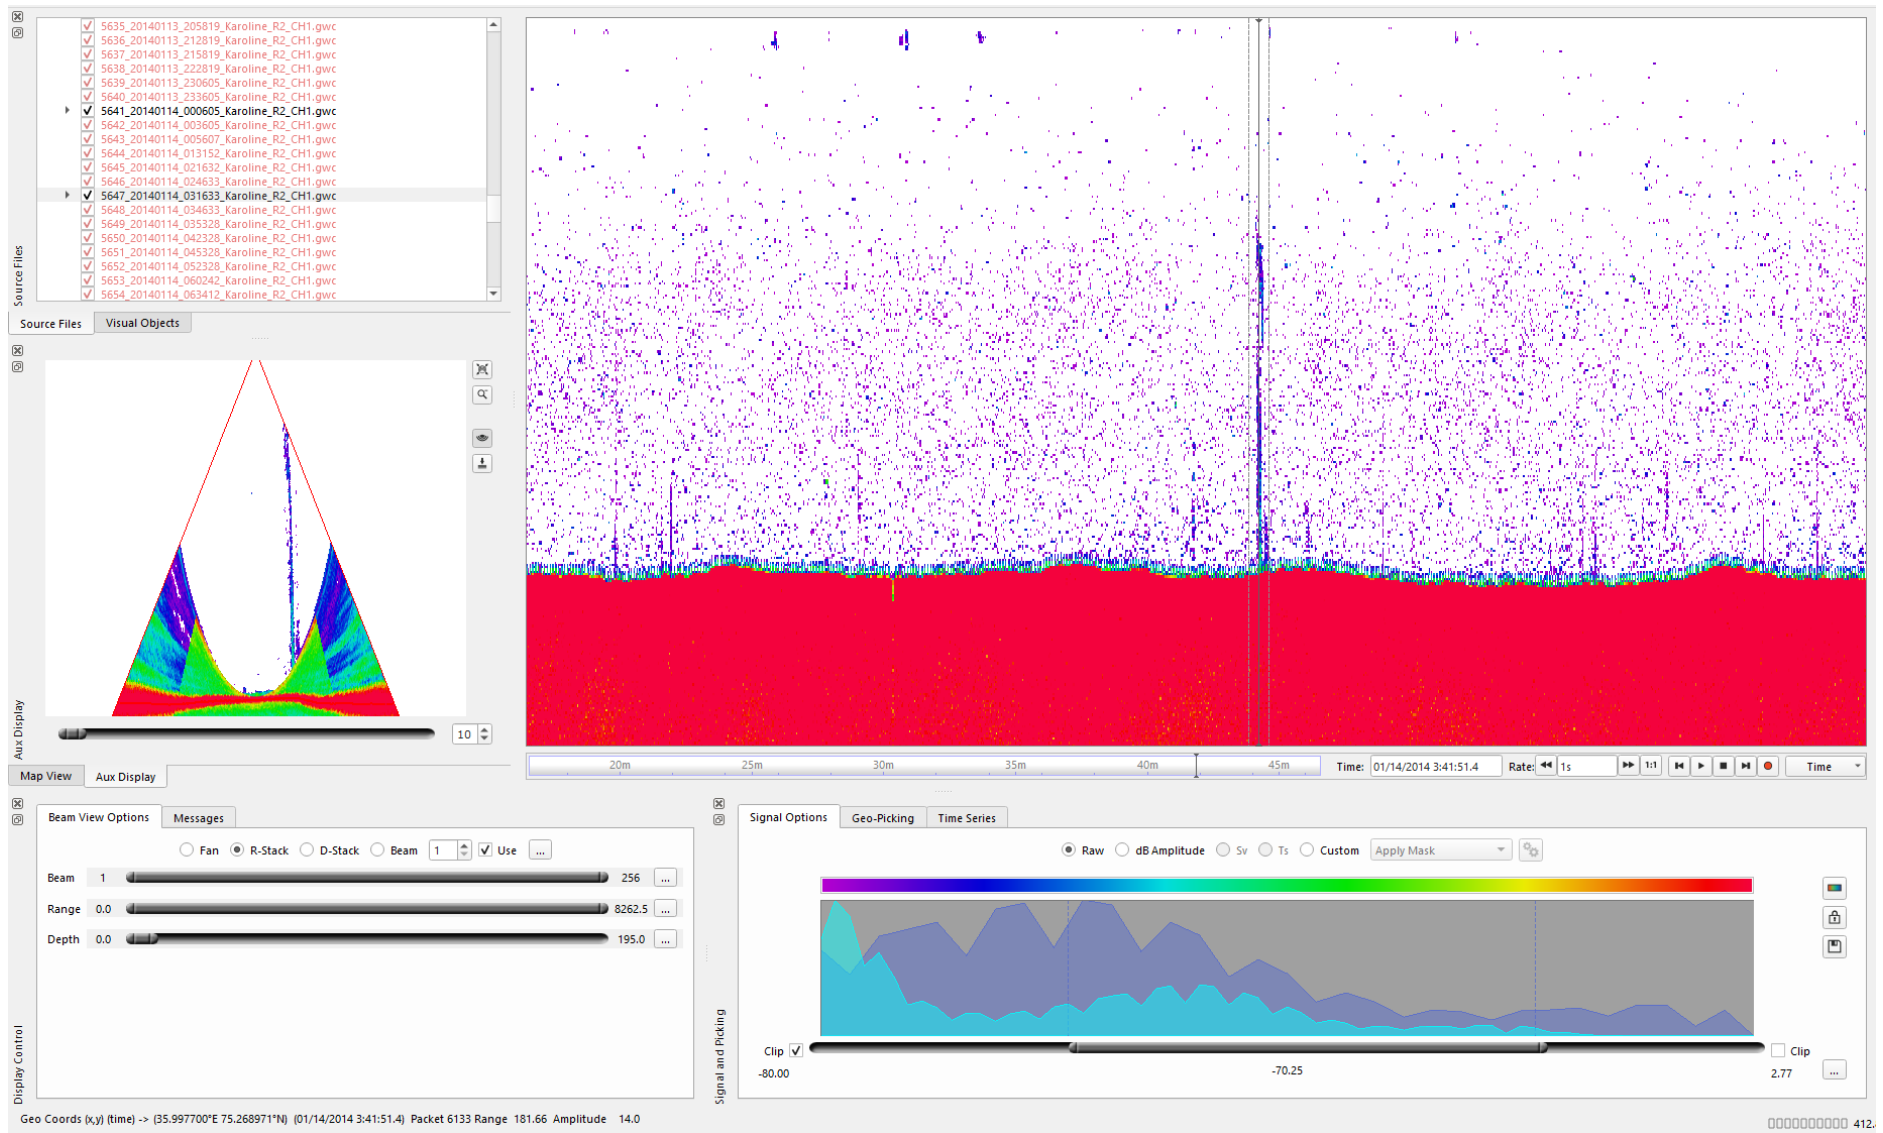 5635_20140113_205819_Karoline_R2_CH1.gwc
5636_20140113_212819_Karoline_R2_CH1.gwc
5637_20140113_215819_Karoline_R2_CH1.gwc
5638_20140113_222819_Karoline_R2_CH1.gwc
5639_20140113_230605_Karoline_R2_CH1.gwc
5640_20140113_233605_Karoline_R2_CH1.gwc
5641_20140114_000605_Karoline_R2_CH1.gwc
5642_20140114_003605_Karoline_R2_CH1.gwc
5643_20140114_005607_Karoline_R2_CH1.gwc
5644_20140114_013152_Karoline_R2_CH1.gwc
5645_20140114_021632_Karoline_R2_CH1.gwc
5646_20140114_024633_Karoline_R2_CH1.gwc
5647_20140114_031633_Karoline_R2_CH1.gwc
5648_20140114_034633_Karoline_R2_CH1.gwc
5649_20140114_035328_Karoline_R2_CH1.gwc
5650_20140114_042328_Karoline_R2_CH1.gwc
5651_20140114_045328_Karoline_R2_CH1.gwc
5652_20140114_052328_Karoline_R2_CH1.gwc
5653_20140114_060242_Karoline_R2_CH1.gwc
5654_20140114_063412_Karoline_R2_CH1.gwc
Source Files
Source Files Visual Objects
Aux Display
10
Map View Aux Display
20m 25m 30m 35m 40m 45m
Time: 01/14/2014 3:41:51.4 Rate: 1s 1:1 Time
Beam View Options Messages
Fan R-Stack D-Stack Beam 1 Use ...
Beam 1 256 ...
Range 0.0 8262.5 ...
Depth 0.0 195.0 ...
Display Control
Signal Options Geo-Picking Time Series
Raw dB Amplitude Sv Ts Custom Apply Mask
Clip Clip
-80.00 -70.25 2.77 ...
Signal and Picking
Geo Coords (x,y) (time) -> (35.997700°E 75.268971°N) (01/14/2014 3:41:51.4) Packet 6133 Range 181.66 Amplitude 14.0